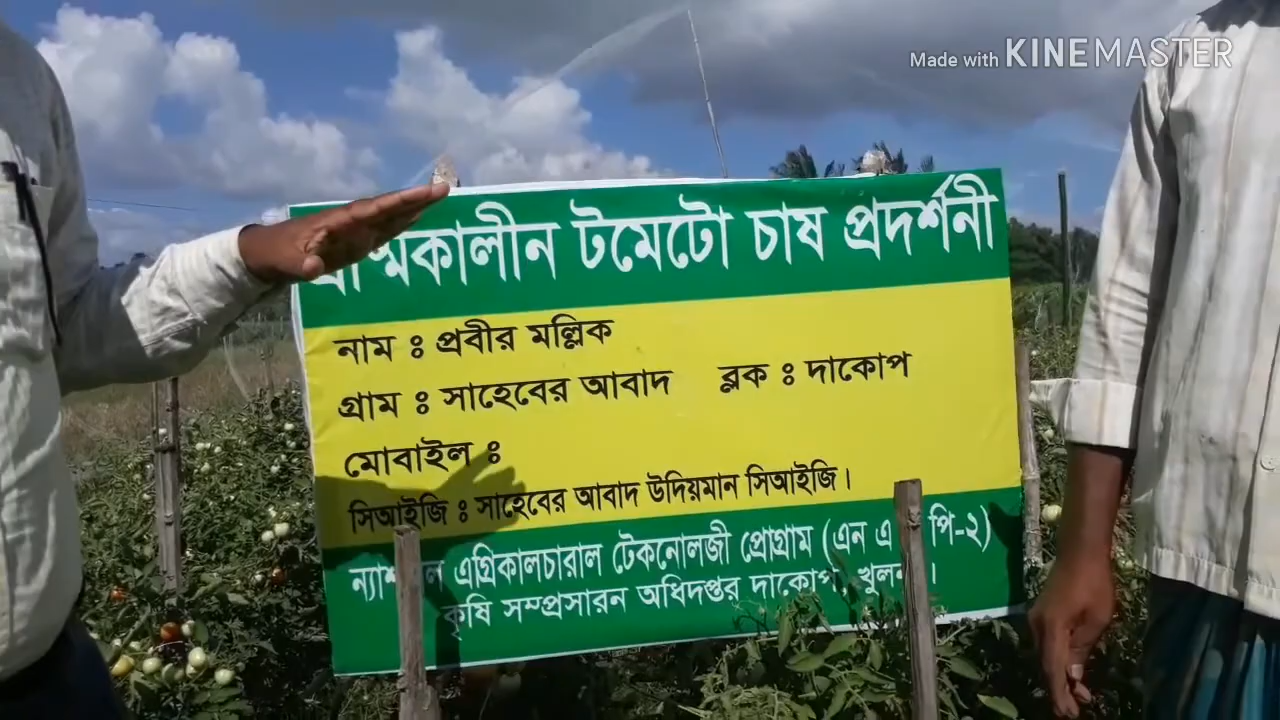 Made with KINEMASTER
গ্রীষ্মকালীন টমেটো চাষ প্রদর্শনী
নাম ঃ প্রবীর মল্লিক
গ্রাম ঃ সাহেবের আবাদ ব্লক ঃ দাকোপ
মোবাইল ঃ
সিআইজি ঃ সাহেবের আবাদ উদিয়মান সিআইজি।
এগ্রিকালচারাল টেকনোলজী প্রোগ্রাম (এন এ পি-২)
কৃষি সম্প্রসারন অধিদপ্তর দাকোপ